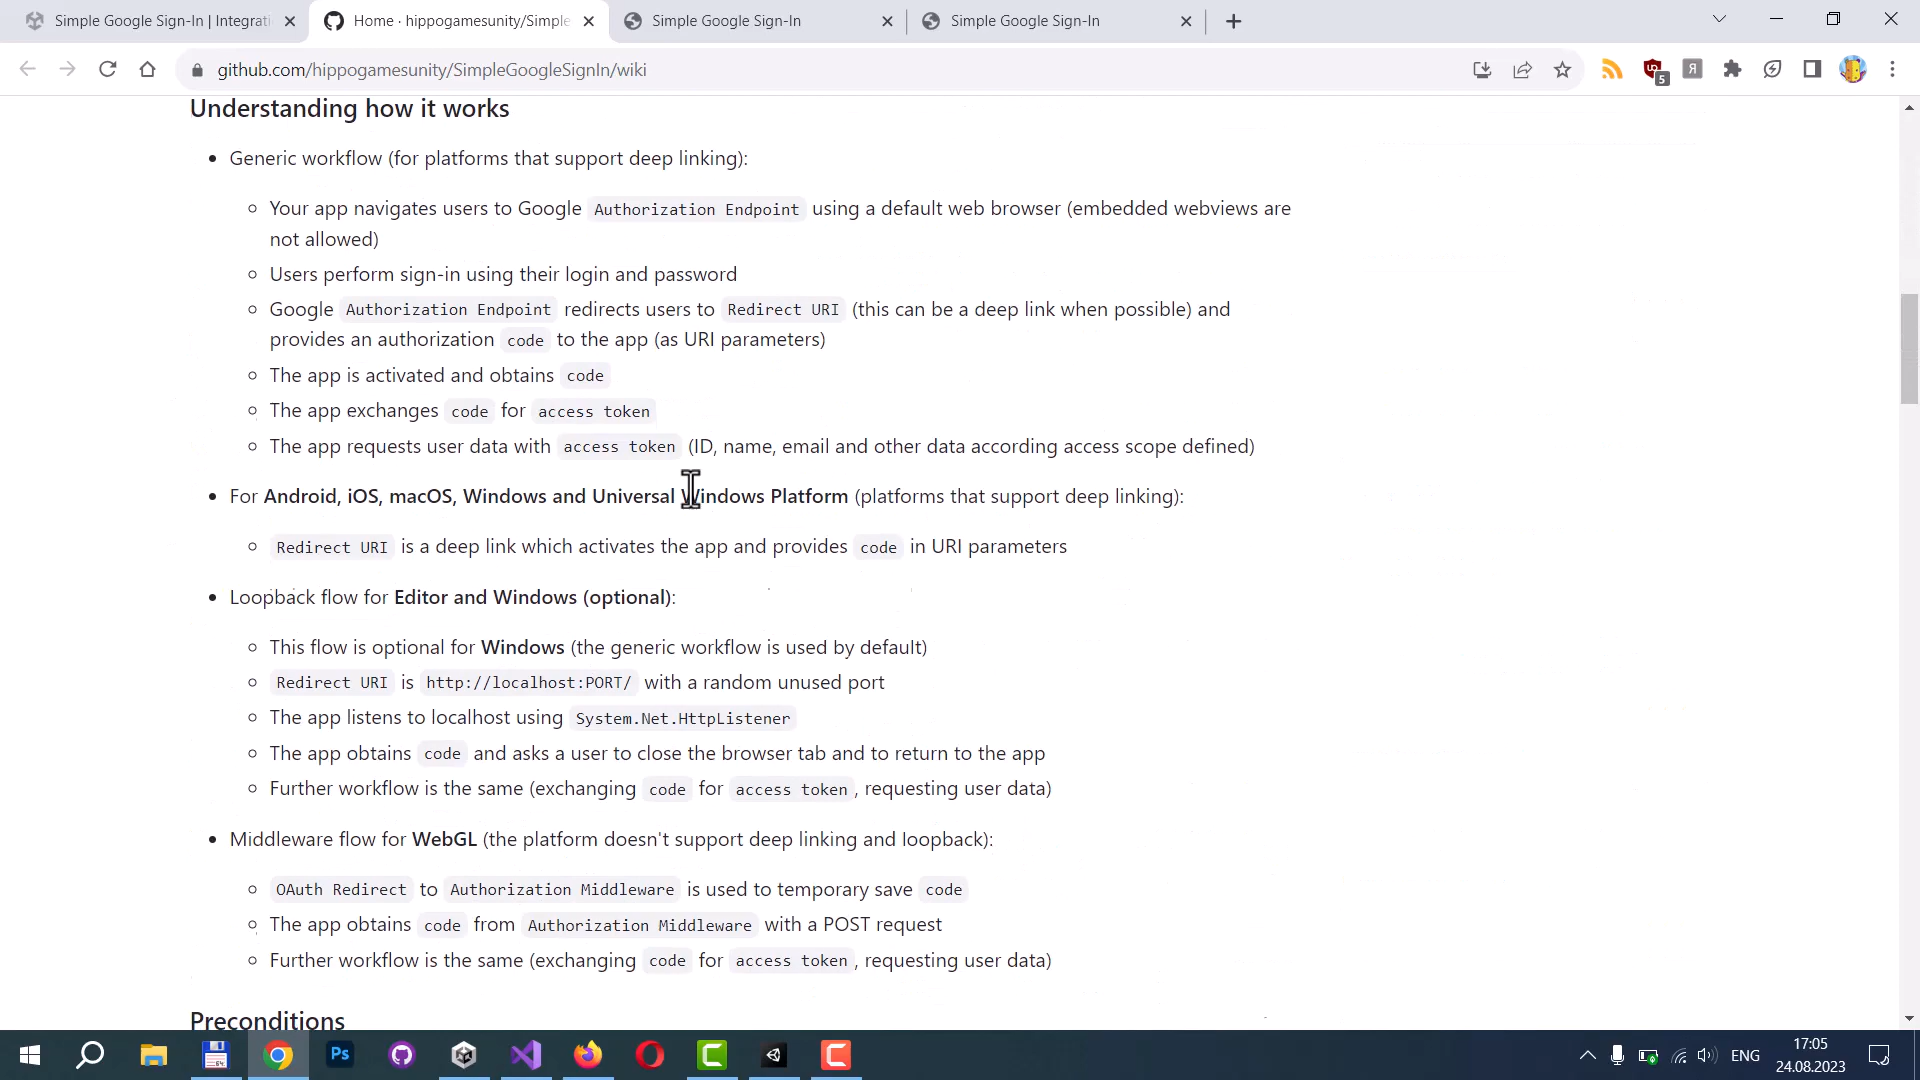 Simple Google Sign-In | Integrati
Home · hippogamesunity/Simple
Simple Google Sign-In
Simple Google Sign-In
github.com/hippogamesunity/SimpleGoogleSignIn/wiki
5
Я
Understanding how it works
Generic workflow (for platforms that support deep linking):
Your app navigates users to Google Authorization Endpoint using a default web browser (embedded webviews are
not allowed)
Users perform sign-in using their login and password
Google Authorization Endpoint redirects users to Redirect URI (this can be a deep link when possible) and
provides an authorization code to the app (as URI parameters)
The app is activated and obtains code
The app exchanges code for access token
The app requests user data with access token (ID, name, email and other data according access scope defined)
For Android, iOS, macOS, Windows and Universal Windows Platform (platforms that support deep linking):
Redirect URI is a deep link which activates the app and provides code in URI parameters
Loopback flow for Editor and Windows (optional):
This flow is optional for Windows (the generic workflow is used by default)
Redirect URI is http://localhost:PORT/ with a random unused port
The app listens to localhost using System.Net.HttpListener
The app obtains code and asks a user to close the browser tab and to return to the app
Further workflow is the same (exchanging code for access token, requesting user data)
Middleware flow for WebGL (the platform doesn't support deep linking and loopback):
OAuth Redirect to Authorization Middleware is used to temporary save code
The app obtains code from Authorization Middleware with a POST request
Further workflow is the same (exchanging code for access token, requesting user data)
Preconditions
64
Ps
ENG
17:05
24.08.2023